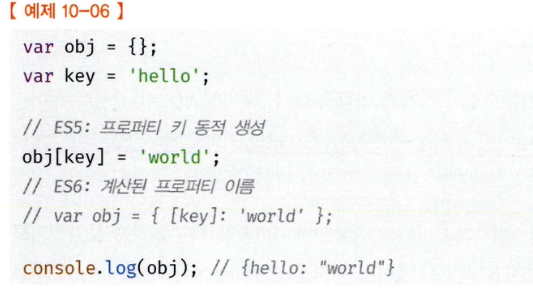 【 예제 10-06 】
var obj = {};
var key = 'hello';
// ES5: 프로퍼티 키 동적 생성
obj[key] = 'world';
// ES6: 계산된 프로퍼티 이름
// var obj = { [key]: 'world' };
console.log(obj); // {hello: "world"}